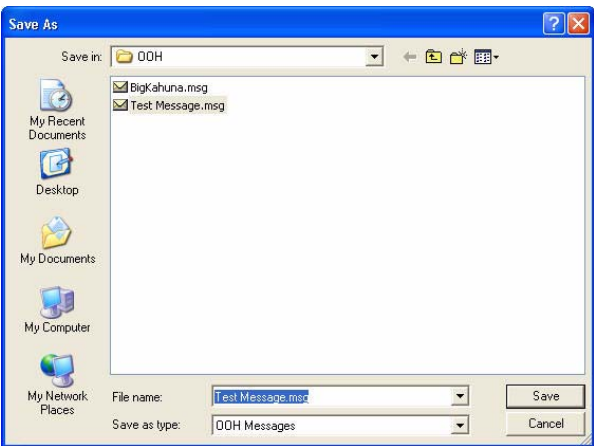 Save As
Save in: OOH
BigKahuna.msg
Test Message.msg
My Recent
Documents
Desktop
My Documents
My Computer
My Network
Places
File name: Test Message.msg Save
Save as type: OOH Messages Cancel